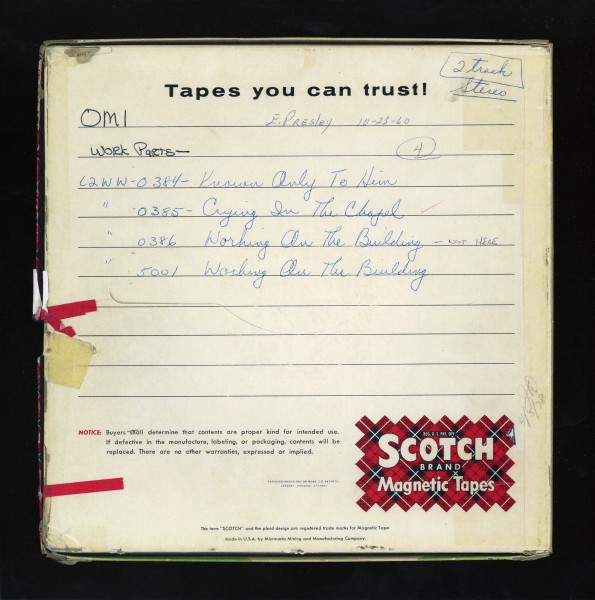 2 track
Stereo
Tapes you can trust!
OMI
E. PRESLEY 10-23-60
WORK PARTS—
4
L2WW-0384- Known Only To Him
" 0385- Crying In The Chapel
" 0386 Working On The Building - NOT HERE
" 5001 Working On The Building
NOTICE: Buyers shall determine that contents are proper kind for intended use.
If defective in the manufacture, labeling, or packaging, contents will be
replaced. There are no other warranties, expressed or implied.
REG. U.S. PAT. OFF.
SCOTCH
BRAND
Magnetic Tapes
The term "SCOTCH" and the plaid design are registered trade marks for Magnetic Tape
made in U.S.A. by Minnesota Mining and Manufacturing Company.